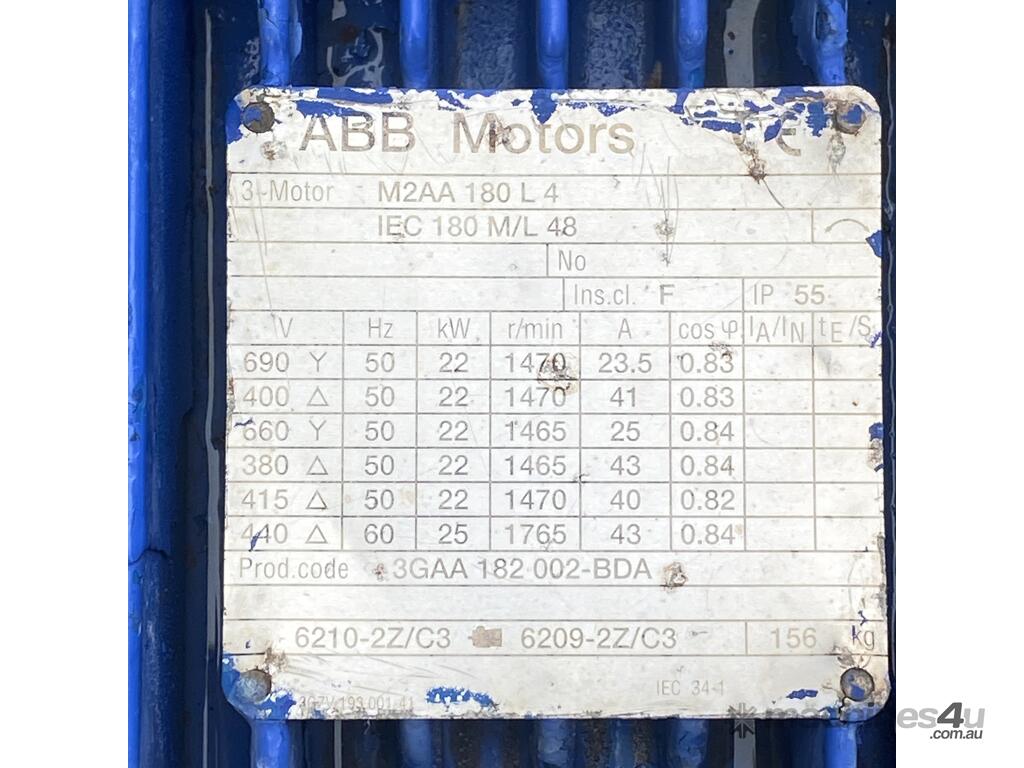 ABB Motors CE
3~Motor M2AA 180 L 4
IEC 180 M/L 48
No
Ins.cl. F IP 55
V Hz kW r/min A cos φ IA/IN tE/S
690 Y 50 22 1470 23.5 0.83
400 Δ 50 22 1470 41 0.83
660 Y 50 22 1465 25 0.84
380 Δ 50 22 1465 43 0.84
415 Δ 50 22 1470 40 0.82
440 Δ 60 25 1765 43 0.84
Prod.code 3GAA 182 002-BDA
6210-2Z/C3 6209-2Z/C3 156 kg
IEC 34-1
machines4u
.com.au